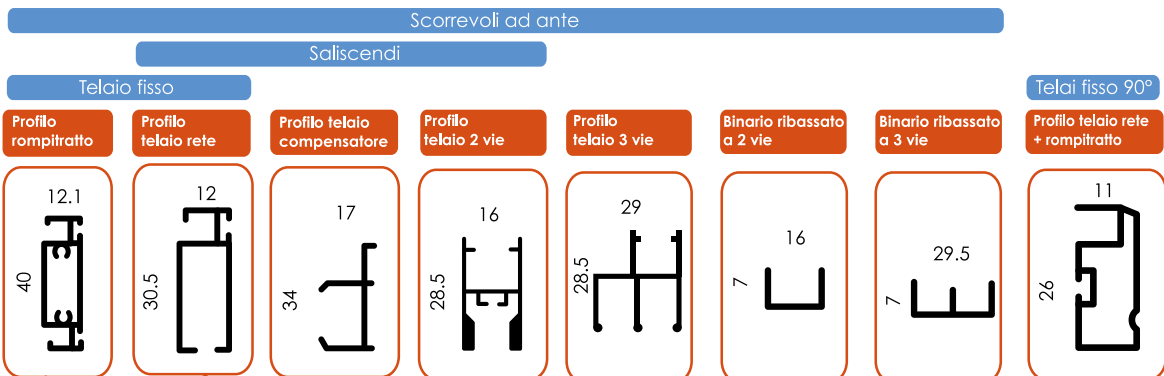 Scorrevoli ad ante
Saliscendi
Telaio fisso
Telai fisso 90°
Profilo
rompitratto
Profilo
telaio rete
Profilo telaio
compensatore
Profilo
telaio 2 vie
Profilo
telaio 3 vie
Binario ribassato
a 2 vie
Binario ribassato
a 3 vie
Profilo telaio rete
+ rompitratto
12.1
40
12
30.5
17
34
16
28.5
29
28.5
16
7
29.5
7
11
26